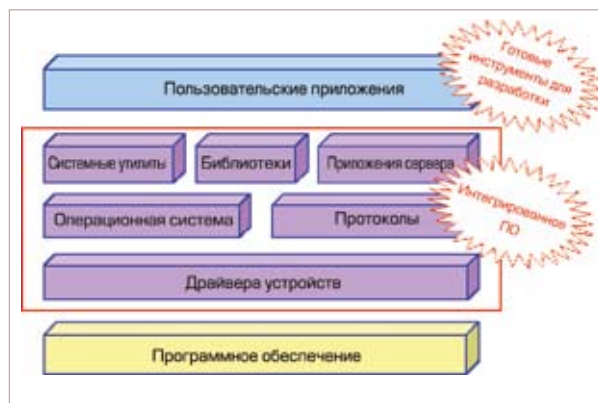 Готовые
инструменты для
разработки
Пользовательские приложения
Системные утилиты
Библиотеки
Приложения сервера
Интегрированное
ПО
Операционная система
Протоколы
Драйвера устройств
Программное обеспечение